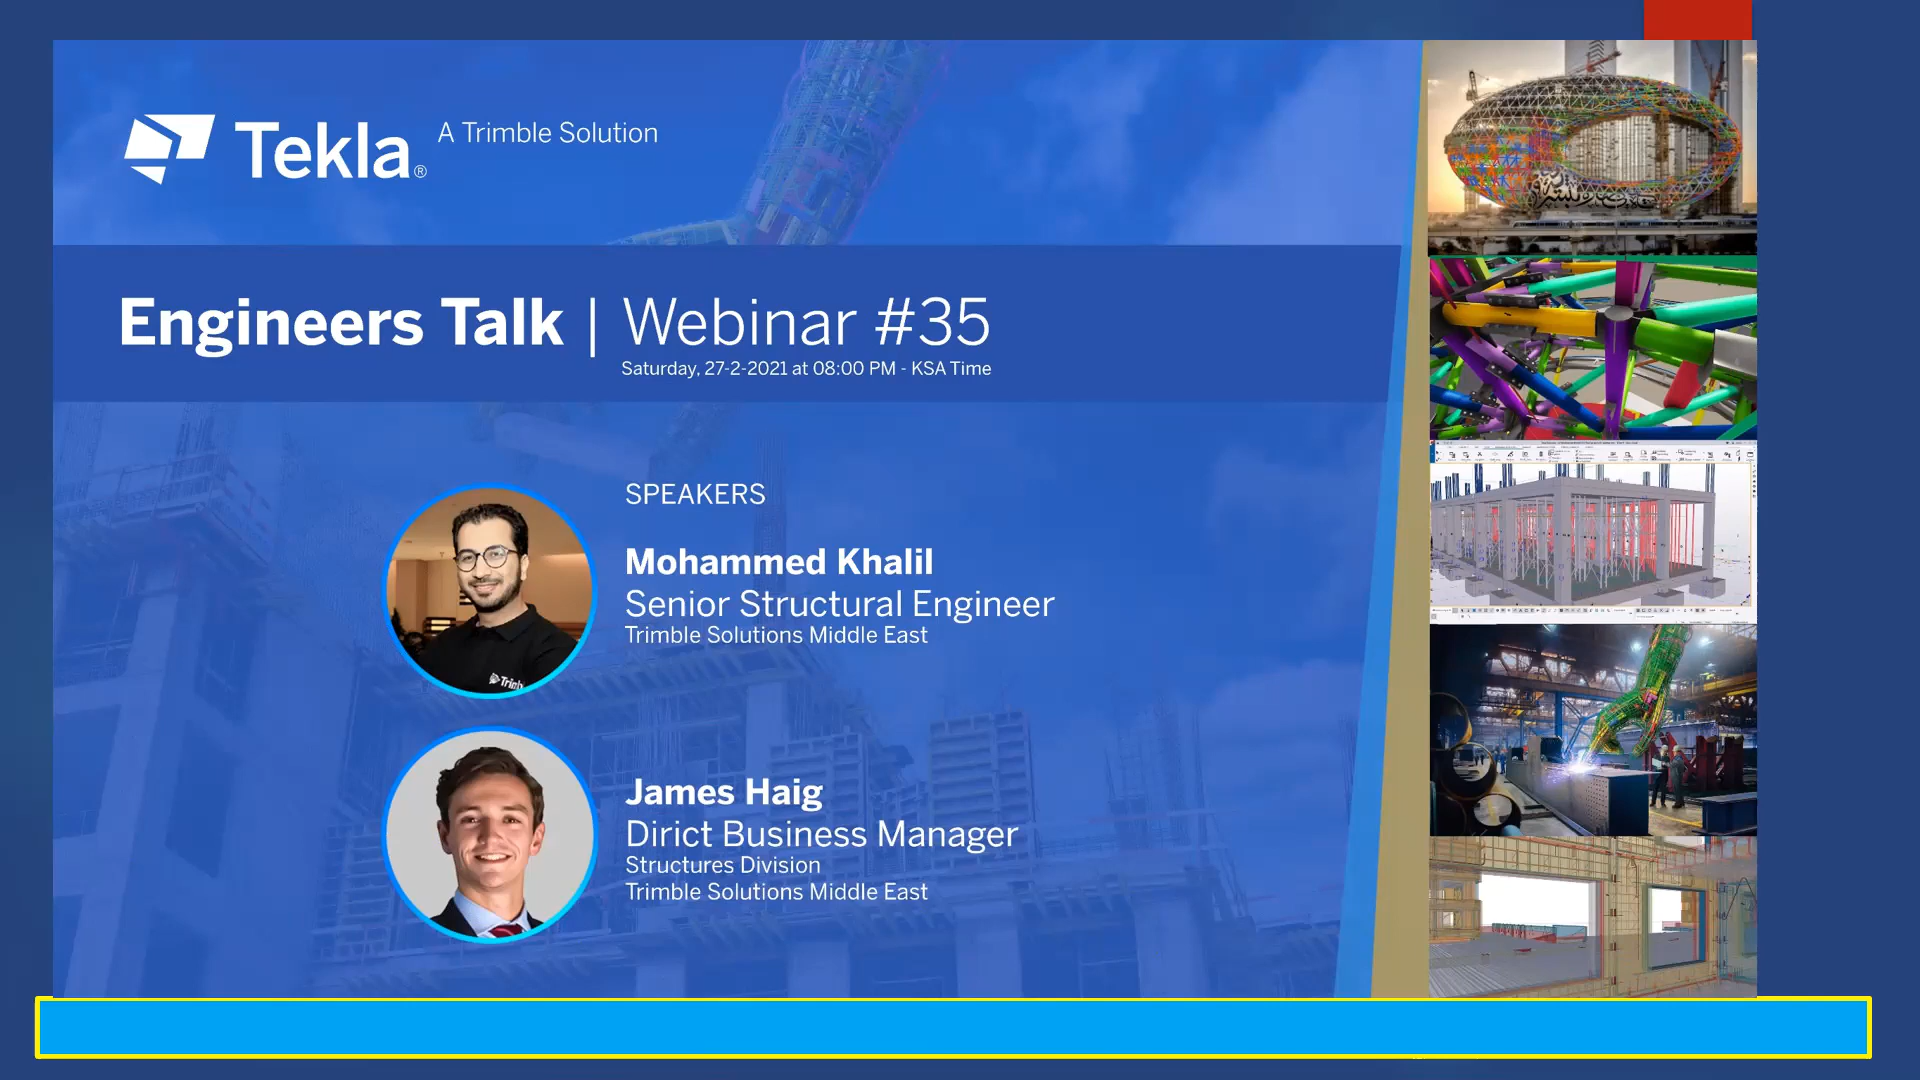 Tekla® A Trimble Solution
Engineers Talk | Webinar #35
Saturday, 27-2-2021 at 08:00 PM - KSA Time
SPEAKERS
Mohammed Khalil
Senior Structural Engineer
Trimble Solutions Middle East
James Haig
Dirict Business Manager
Structures Division
Trimble Solutions Middle East